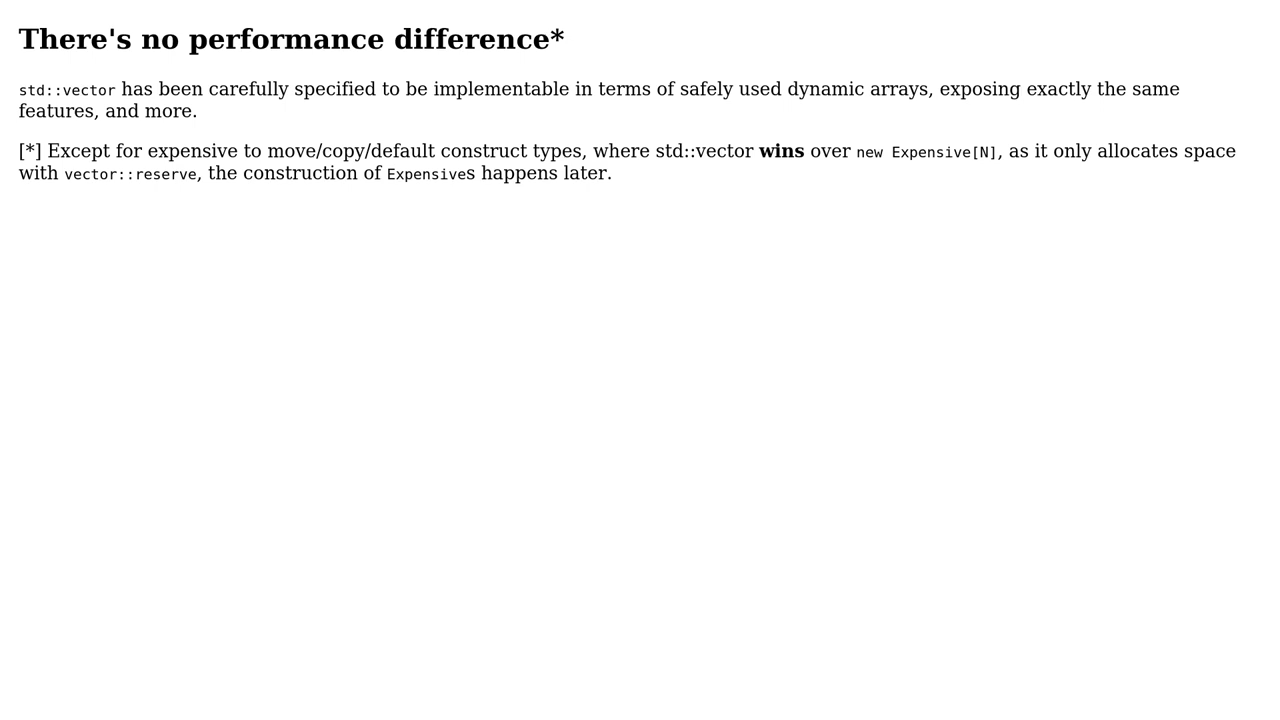 There's no performance difference*
std::vector has been carefully specified to be implementable in terms of safely used dynamic arrays, exposing exactly the same
features, and more.
[*] Except for expensive to move/copy/default construct types, where std::vector wins over new Expensive[N], as it only allocates space
with vector::reserve, the construction of Expensives happens later.